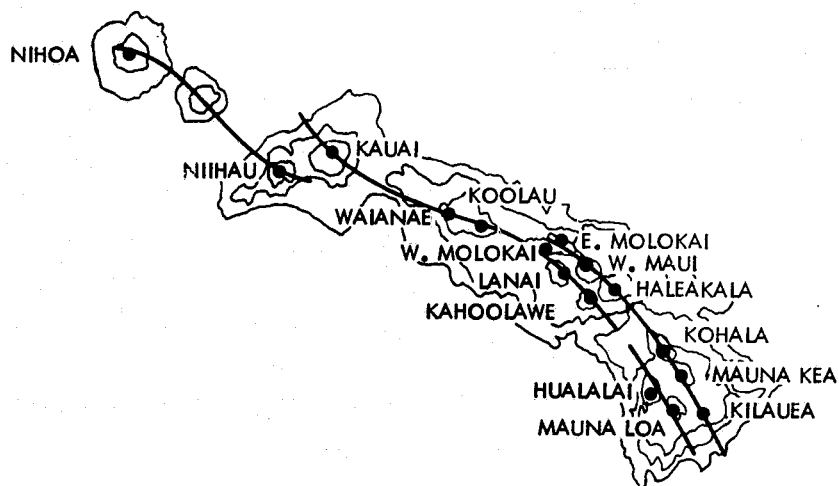 NIHOA
KAUAI
NIIHAU
KOOLAU
WAIANAE
E. MOLOKAI
W. MOLOKAI
W. MAUI
LANAI
HALEAKALA
KAHOOLAWE
KOHALA
MAUNA KEA
HUALALAI
KILAUEA
MAUNA LOA